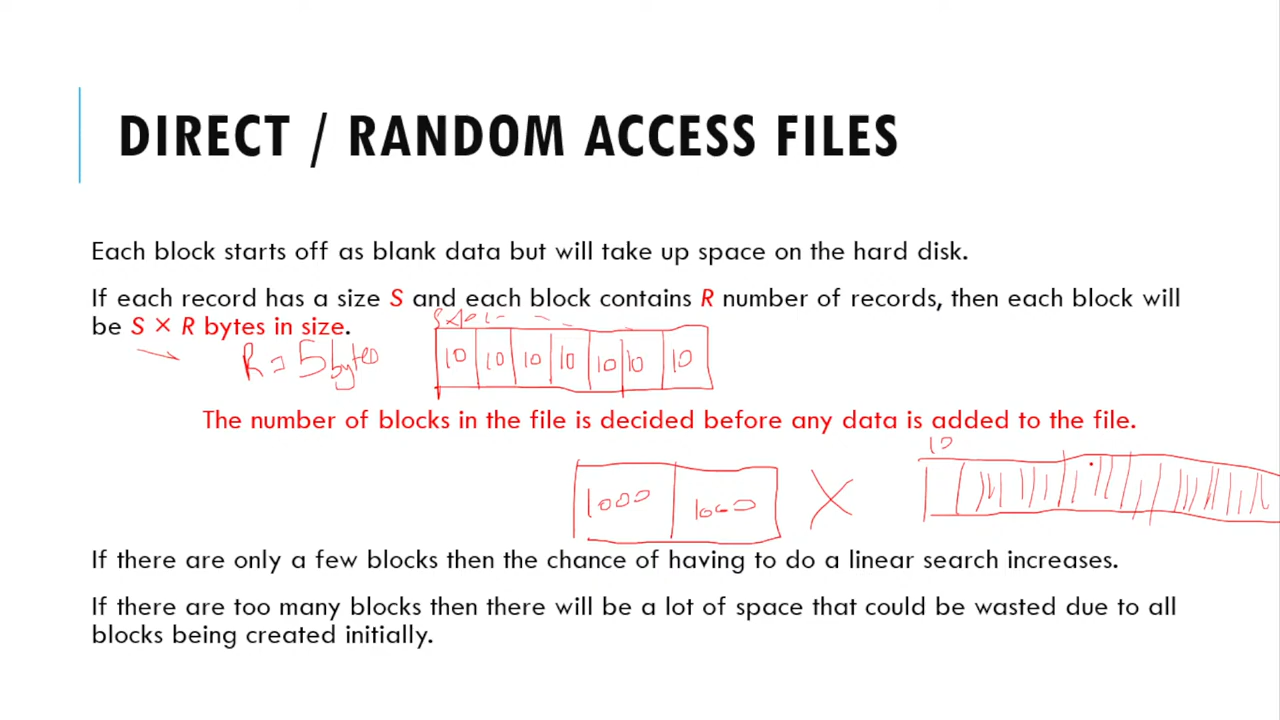 DIRECT / RANDOM ACCESS FILES
Each block starts off as blank data but will take up space on the hard disk.
If each record has a size S and each block contains R number of records, then each block will
be S × R bytes in size.
R = 5 bytes
10 10 10 10 10 10 10
The number of blocks in the file is decided before any data is added to the file.
10
1000 1000
If there are only a few blocks then the chance of having to do a linear search increases.
If there are too many blocks then there will be a lot of space that could be wasted due to all
blocks being created initially.